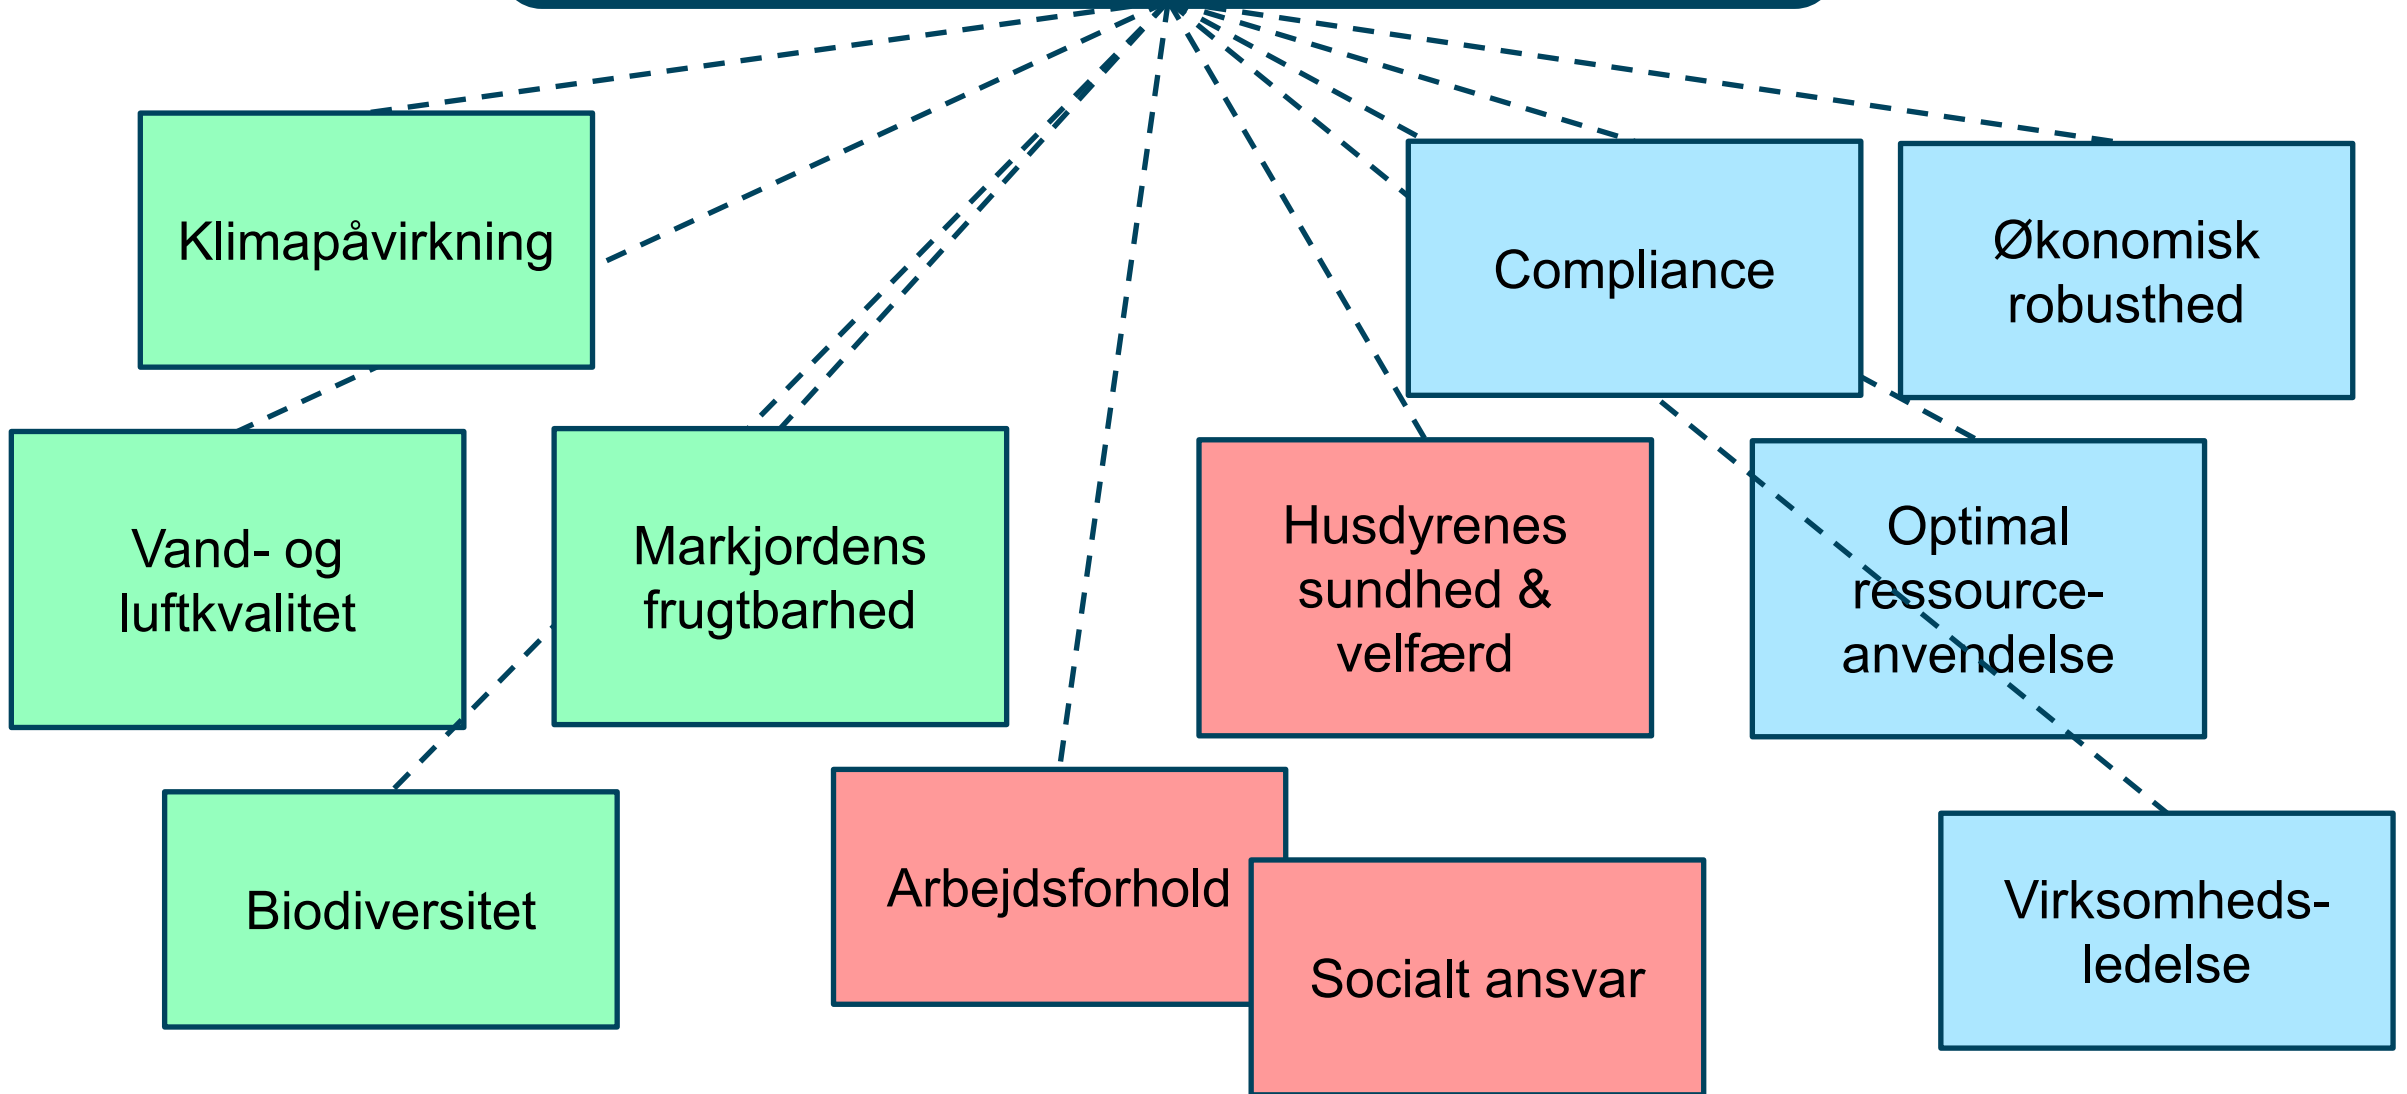 Klimapåvirkning
Compliance
Økonomisk
robusthed
Vand- og
luftkvalitet
Markjordens
frugtbarhed
Husdyrenes
sundhed &
velfærd
Optimal
ressource-
anvendelse
Biodiversitet
Arbejdsforhold
Socialt ansvar
Virksomheds-
ledelse